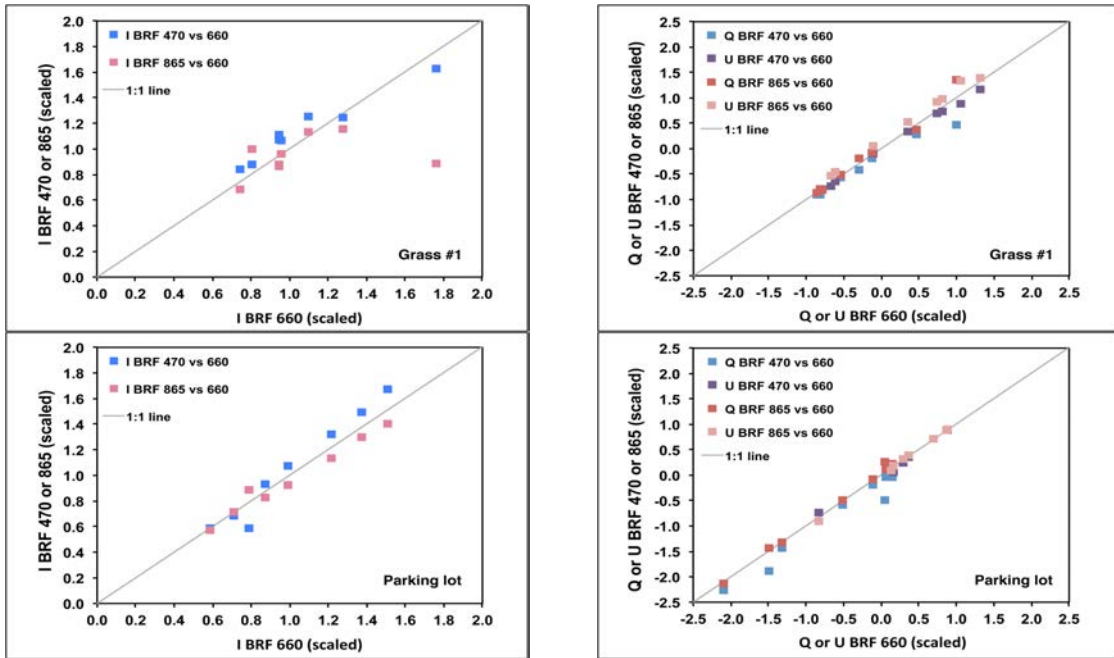 2.0
1.8
1.6
1.4
1.2
1.0
0.8
0.6
0.4
0.2
0.0
I BRF 470 or 865 (scaled)
I BRF 470 vs 660
I BRF 865 vs 660
1:1 line
Grass #1
0.0 0.2 0.4 0.6 0.8 1.0 1.2 1.4 1.6 1.8 2.0
I BRF 660 (scaled)
2.5
2.0
1.5
1.0
0.5
0.0
-0.5
-1.0
-1.5
-2.0
-2.5
Q or U BRF 470 or 865 (scaled)
Q BRF 470 vs 660
U BRF 470 vs 660
Q BRF 865 vs 660
U BRF 865 vs 660
1:1 line
Grass #1
-2.5 -2.0 -1.5 -1.0 -0.5 0.0 0.5 1.0 1.5 2.0 2.5
Q or U BRF 660 (scaled)
2.0
1.8
1.6
1.4
1.2
1.0
0.8
0.6
0.4
0.2
0.0
I BRF 470 or 865 (scaled)
I BRF 470 vs 660
I BRF 865 vs 660
1:1 line
Parking lot
0.0 0.2 0.4 0.6 0.8 1.0 1.2 1.4 1.6 1.8 2.0
I BRF 660 (scaled)
2.5
2.0
1.5
1.0
0.5
0.0
-0.5
-1.0
-1.5
-2.0
-2.5
Q or U BRF 470 or 865 (scaled)
Q BRF 470 vs 660
U BRF 470 vs 660
Q BRF 865 vs 660
U BRF 865 vs 660
1:1 line
Parking lot
-2.5 -2.0 -1.5 -1.0 -0.5 0.0 0.5 1.0 1.5 2.0 2.5
Q or U BRF 660 (scaled)